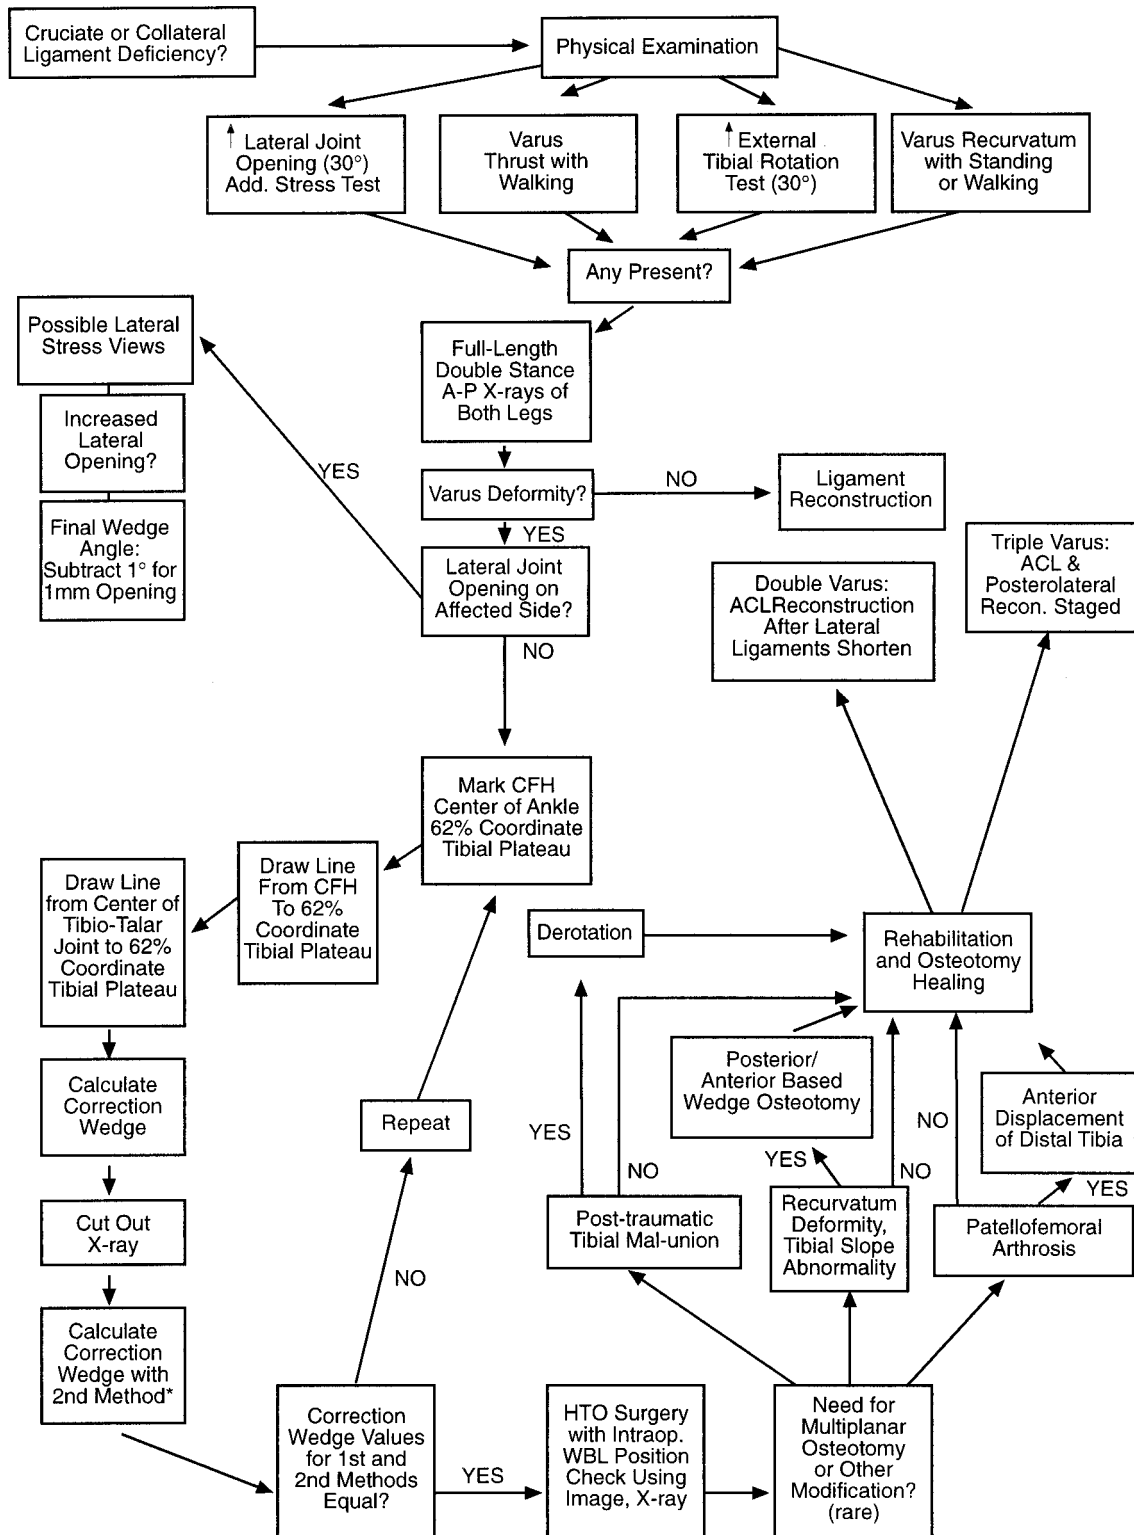 Cruciate or Collateral
Ligament Deficiency?
Physical Examination
Lateral Joint
Opening (30°)
Add. Stress Test
Varus
Thrust with
Walking
External
Tibial Rotation
Test (30°)
Varus Recurvatum
with Standing
or Walking
Any Present?
Possible Lateral
Stress Views
Increased
Lateral
Opening?
Final Wedge
Angle:
Subtract 1° for
1mm Opening
Full-Length
Double Stance
A-P X-rays of
Both Legs
YES
Varus Deformity?
NO
Ligament
Reconstruction
YES
Lateral Joint
Opening on
Affected Side?
NO
Double Varus:
ACLReconstruction
After Lateral
Ligaments Shorten
Triple Varus:
ACL &
Posterolateral
Recon. Staged
Mark CFH
Center of Ankle
62% Coordinate
Tibial Plateau
Draw Line
From CFH
To 62%
Coordinate
Tibial Plateau
Draw Line
from Center of
Tibio-Talar
Joint to 62%
Coordinate
Tibial Plateau
Calculate
Correction
Wedge
Cut Out
X-ray
Calculate
Correction
Wedge with
2nd Method*
Repeat
NO
Correction
Wedge Values
for 1st and
2nd Methods
Equal?
YES
HTO Surgery
with Intraop.
WBL Position
Check Using
Image, X-ray
Need for
Multiplanar
Osteotomy
or Other
Modification?
(rare)
Post-traumatic
Tibial Mal-union
YES
NO
Derotation
Recurvatum
Deformity,
Tibial Slope
Abnormality
YES
NO
Posterior/
Anterior Based
Wedge Osteotomy
Patellofemoral
Arthrosis
NO
YES
Anterior
Displacement
of Distal Tibia
Rehabilitation
and Osteotomy
Healing